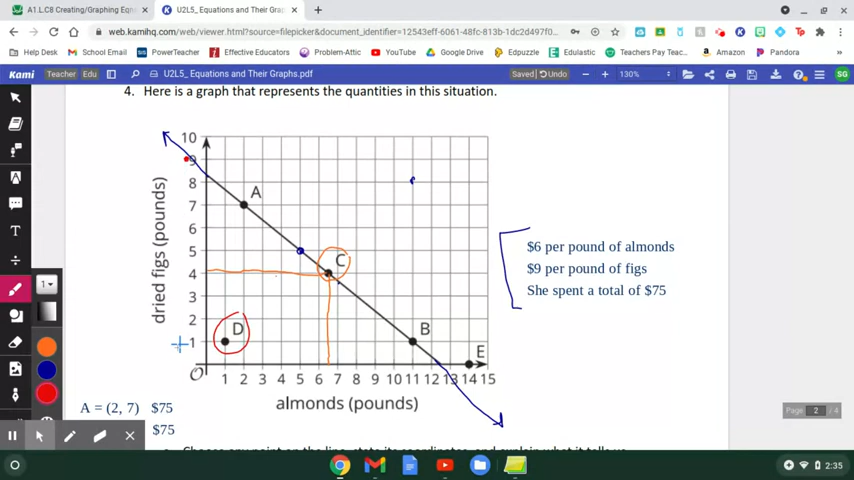 A1.L.C8 Creating/Graphing Eque
U2L5_ Equations and Their Grap
web.kamihq.com/web/viewer.html?source=filepicker&document_identifier=12543eff-6061-48fc-813b-1dc2d497f0...
Help Desk School Email SIS PowerTeacher Effective Educators Problem-Attic YouTube Google Drive Edpuzzle Edulastic Teachers Pay Teache... Amazon Pandora
Kami Teacher Edu U2L5_ Equations and Their Graphs.pdf Saved Undo 130% SG
4. Here is a graph that represents the quantities in this situation.
10
9
8
7
6
5
4
3
2
1
dried figs (pounds)
A
C
D
B
E
O
1 2 3 4 5 6 7 8 9 10 11 12 13 14 15
almonds (pounds)
$6 per pound of almonds
$9 per pound of figs
She spent a total of $75
A = (2, 7) $75
$75
1
Page 2 / 4
2:35